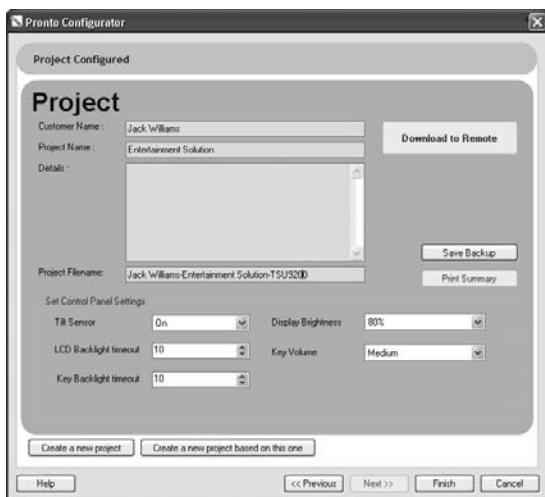 Pronto Configurator
Project Configured
Project
Customer Name :
Jack Williams
Download to Remote
Project Name :
Entertainment Solution
Details :
Save Backup
Project Filename:
Jack Williams-Entertainment Solution-TSU9200
Print Summary
Set Control Panel Settings
Tilt Sensor
On
Display Brightness
80%
LCD Backlight timeout
10
Key Volume
Medium
Key Backlight timeout
10
Create a new project
Create a new project based on this one
Help
<< Previous
Next >>
Finish
Cancel